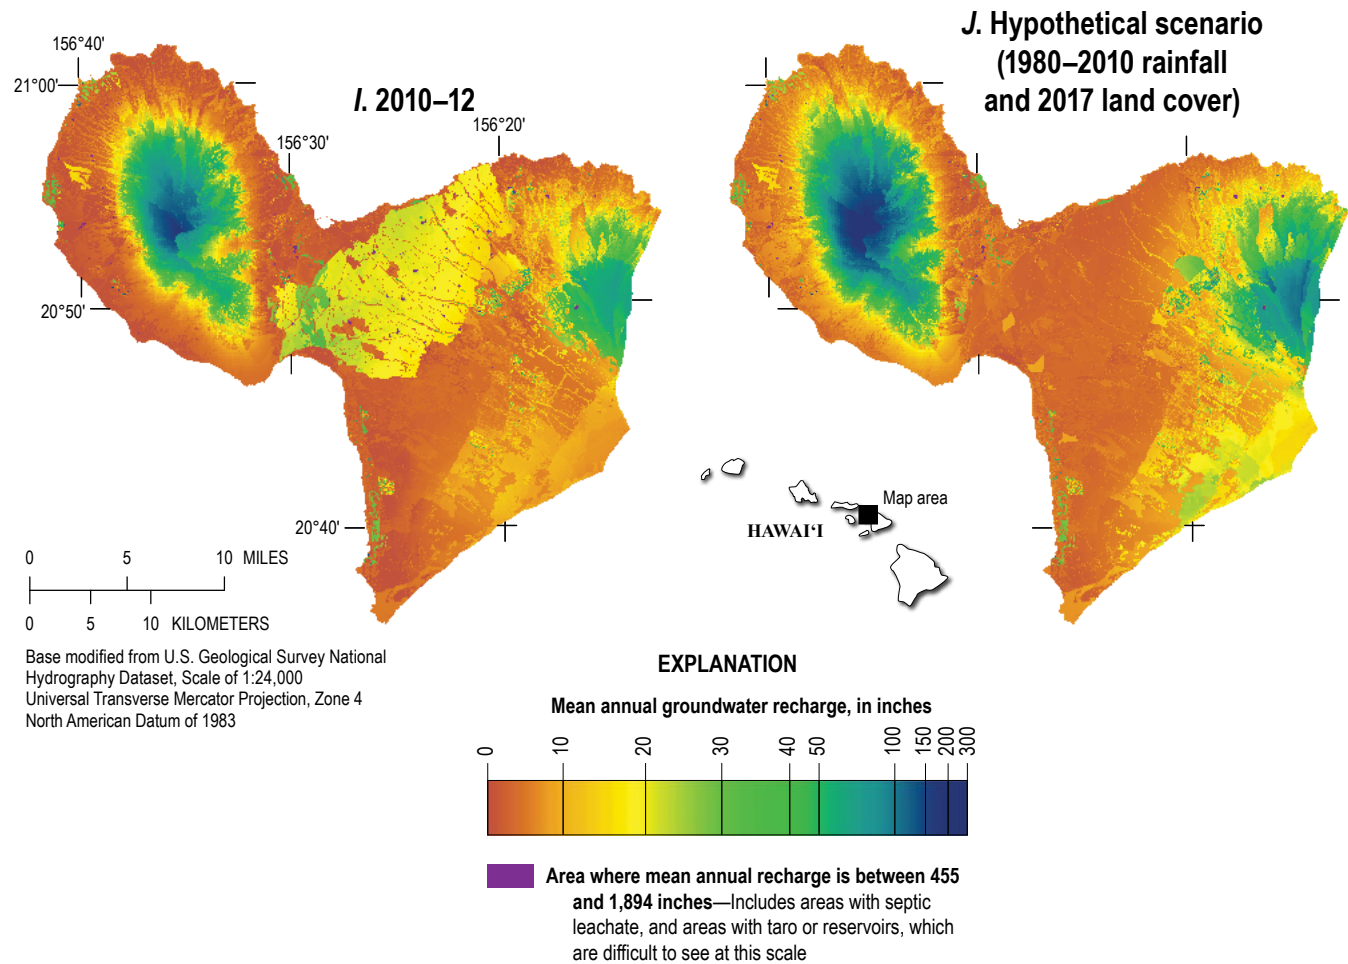 J. Hypothetical scenario
(1980–2010 rainfall
and 2017 land cover)
I. 2010–12
156°40'
21°00'
156°30'
156°20'
20°50'
20°40'
Map area
HAWAIʻI
0 5 10 MILES
0 5 10 KILOMETERS
Base modified from U.S. Geological Survey National
Hydrography Dataset, Scale of 1:24,000
Universal Transverse Mercator Projection, Zone 4
North American Datum of 1983
EXPLANATION
Mean annual groundwater recharge, in inches
0 10 20 30 40 50 100 150 200 300
Area where mean annual recharge is between 455
and 1,894 inches—Includes areas with septic
leachate, and areas with taro or reservoirs, which
are difficult to see at this scale